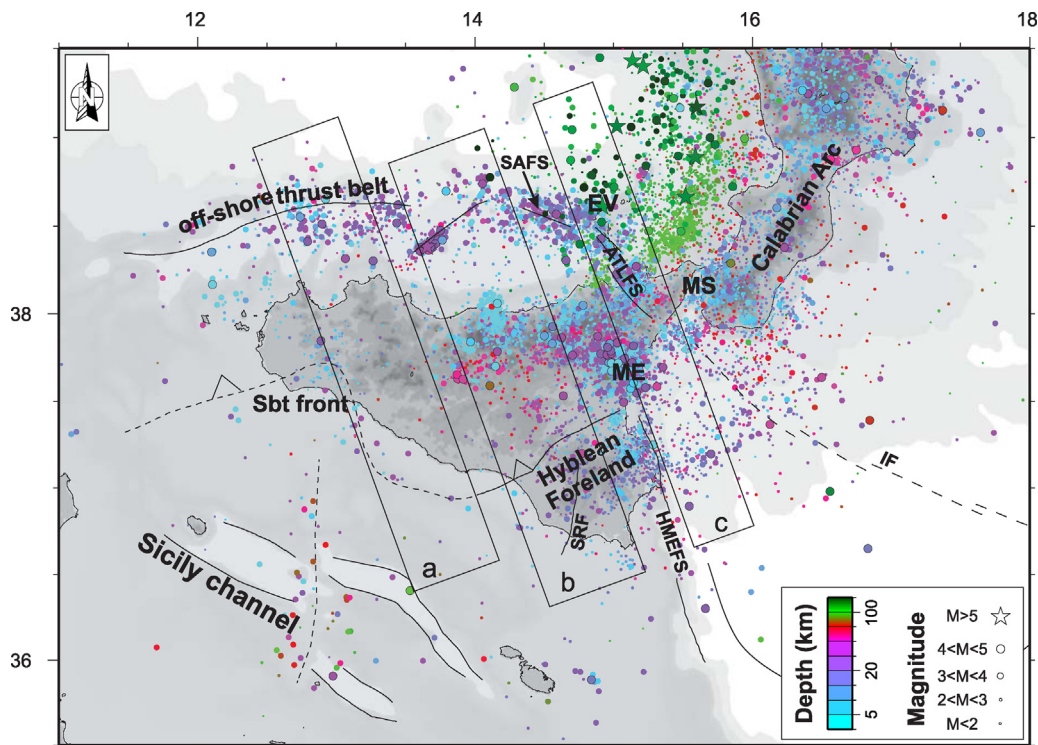 12
14
16
18
N
SAFS
off-shore thrust belt
EV
Calabrian Arc
ATLFS
MS
38
ME
Sbt front
Hyblean
Foreland
IF
SRF
HMEFS
c
Sicily channel
a
b
36
Depth (km)
100
20
5
Magnitude
M>5
4<M<5
3<M<4
2<M<3
M<2